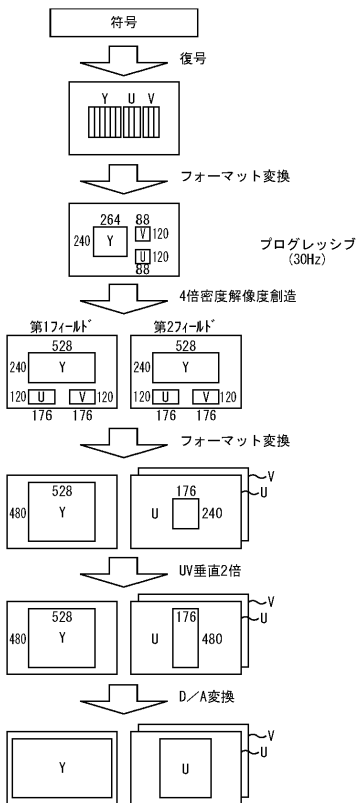 符号
復号
Y U V
フォーマット変換
264 88
240 Y V 120
U 120
88
プログレッシブ
(30Hz)
4倍密度解像度創造
第1フィールド 第2フィールド
528 528
240 Y 240 Y
120 U V 120 120 U V 120
176 176 176 176
フォーマット変換
528 176 V
480 Y U 240 U
UV垂直2倍
528 176 V
480 Y U 480 U
D/A変換
V
U
Y U